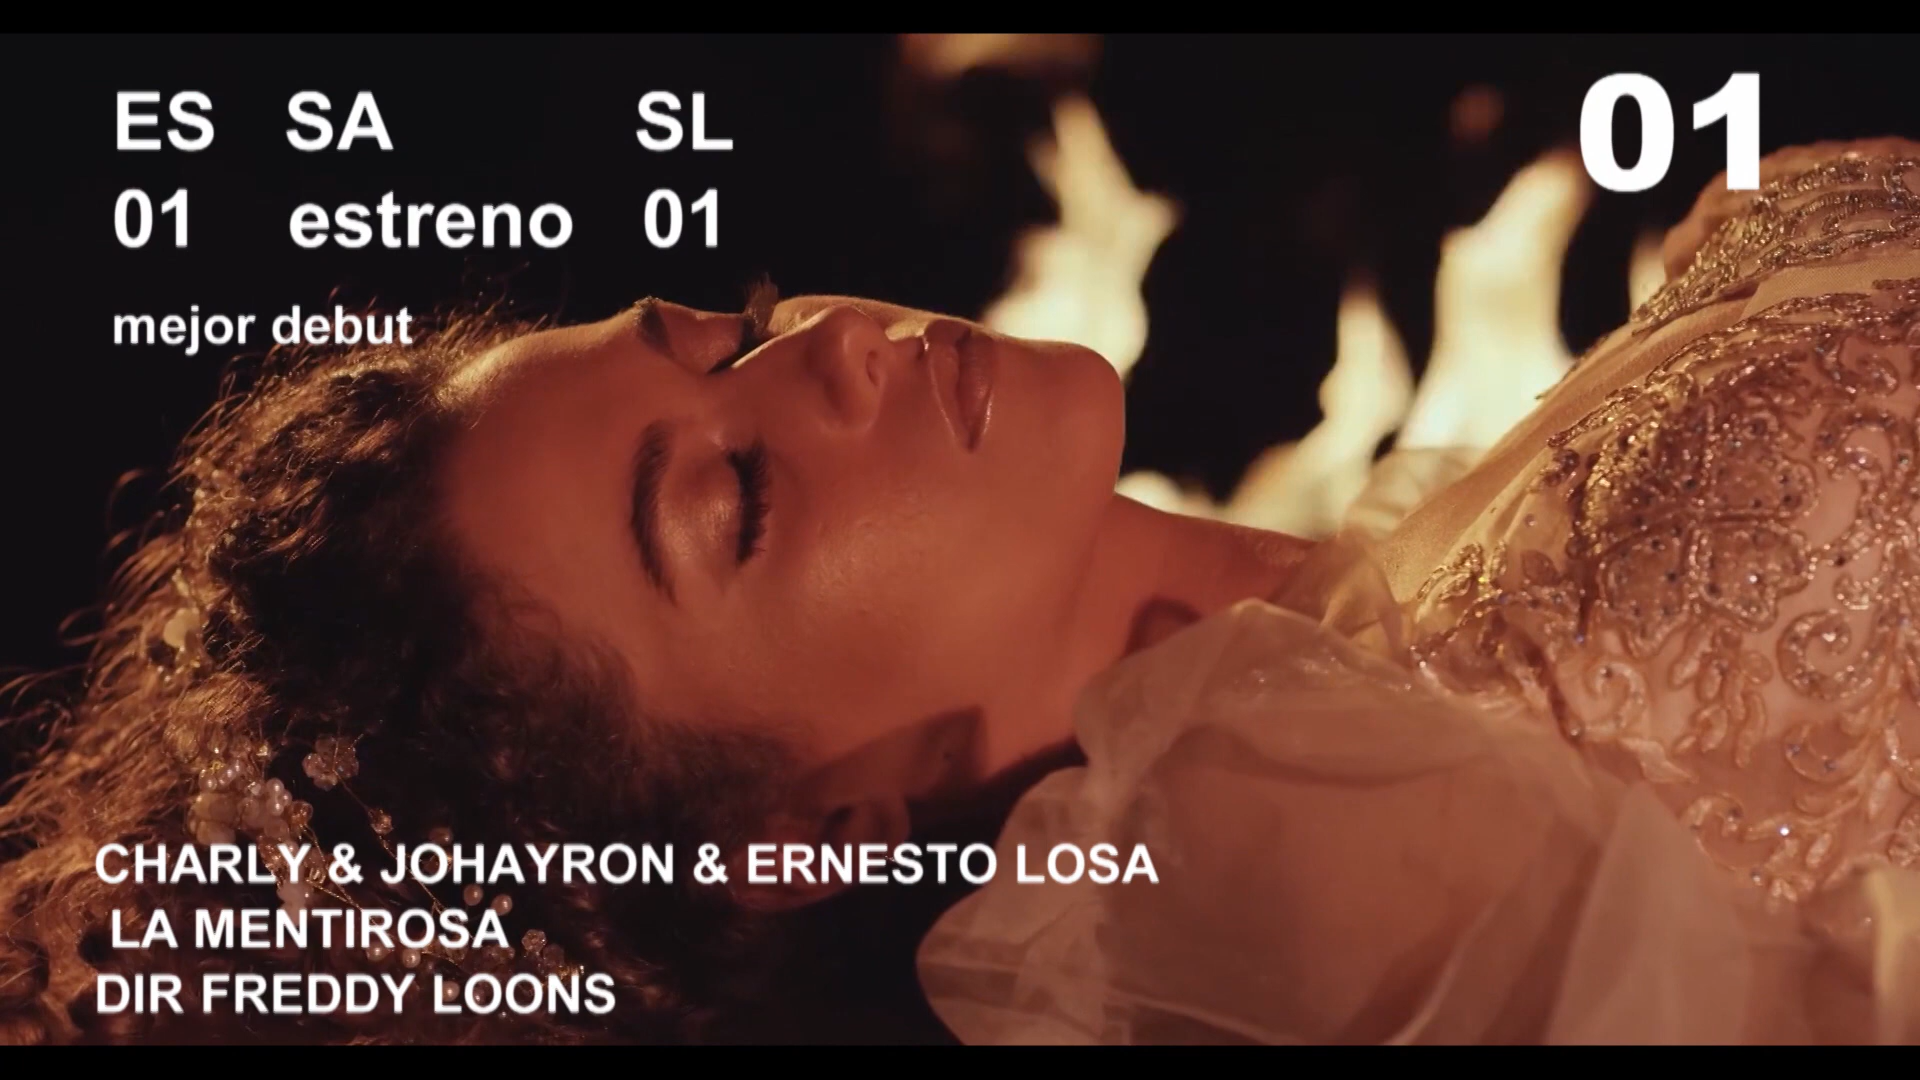 ES SA SL 01
01 estreno 01
mejor debut
CHARLY & JOHAYRON & ERNESTO LOSA
LA MENTIROSA
DIR FREDDY LOONS